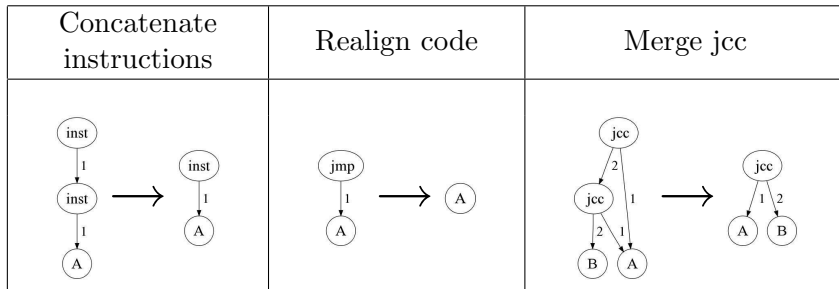 Concatenate
instructions
Realign code
Merge jcc
inst
1
inst
1
A
inst
1
A
jmp
1
A
A
jcc
2
jcc
1
2
1
B
A
jcc
1
2
A
B